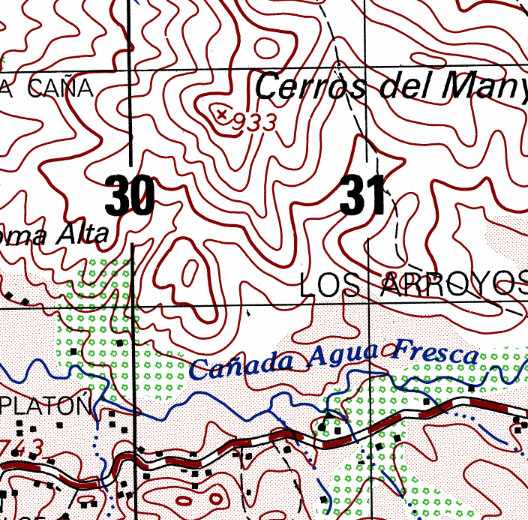 A CAÑA
Cerros del Many
933
30
31
oma Alta
LOS ARROYOS
Cañada Agua Fresca
PLATON
743